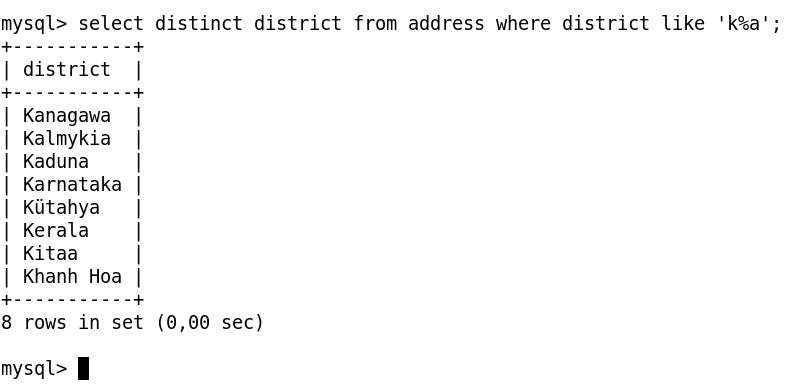 mysql> select distinct district from address where district like 'k%a';
+-----------+
| district  |
+-----------+
| Kanagawa  |
| Kalmykia  |
| Kaduna    |
| Karnataka |
| Kütahya   |
| Kerala    |
| Kitaa     |
| Khanh Hoa |
+-----------+
8 rows in set (0,00 sec)
mysql>